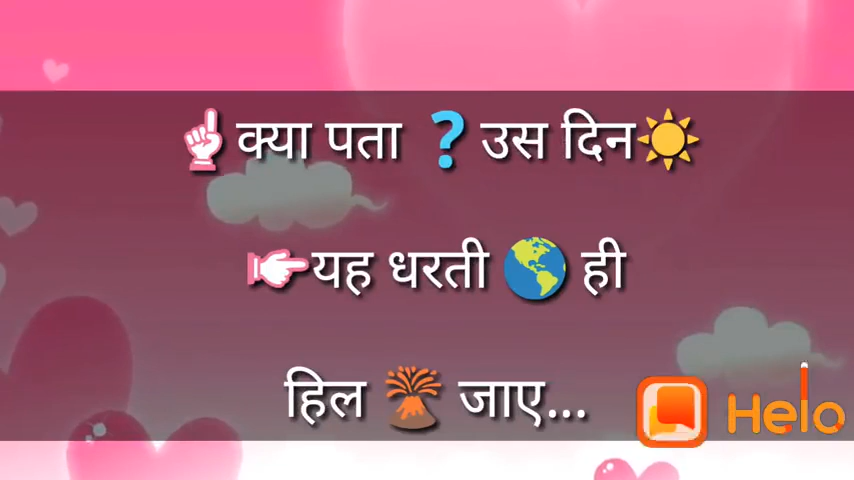 ☝क्या पता ❓उस दिन☀
👉यह धरती 🌎 ही
हिल 🌋 जाए...
Helo